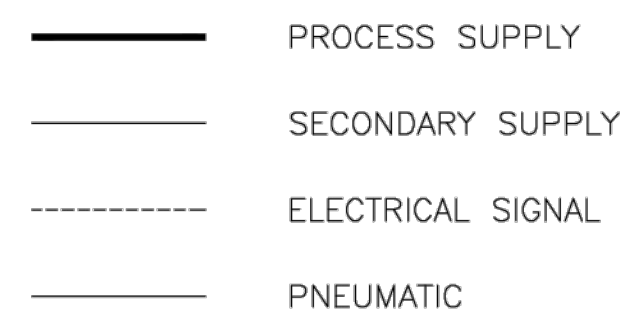 PROCESS SUPPLY
SECONDARY SUPPLY
ELECTRICAL SIGNAL
PNEUMATIC